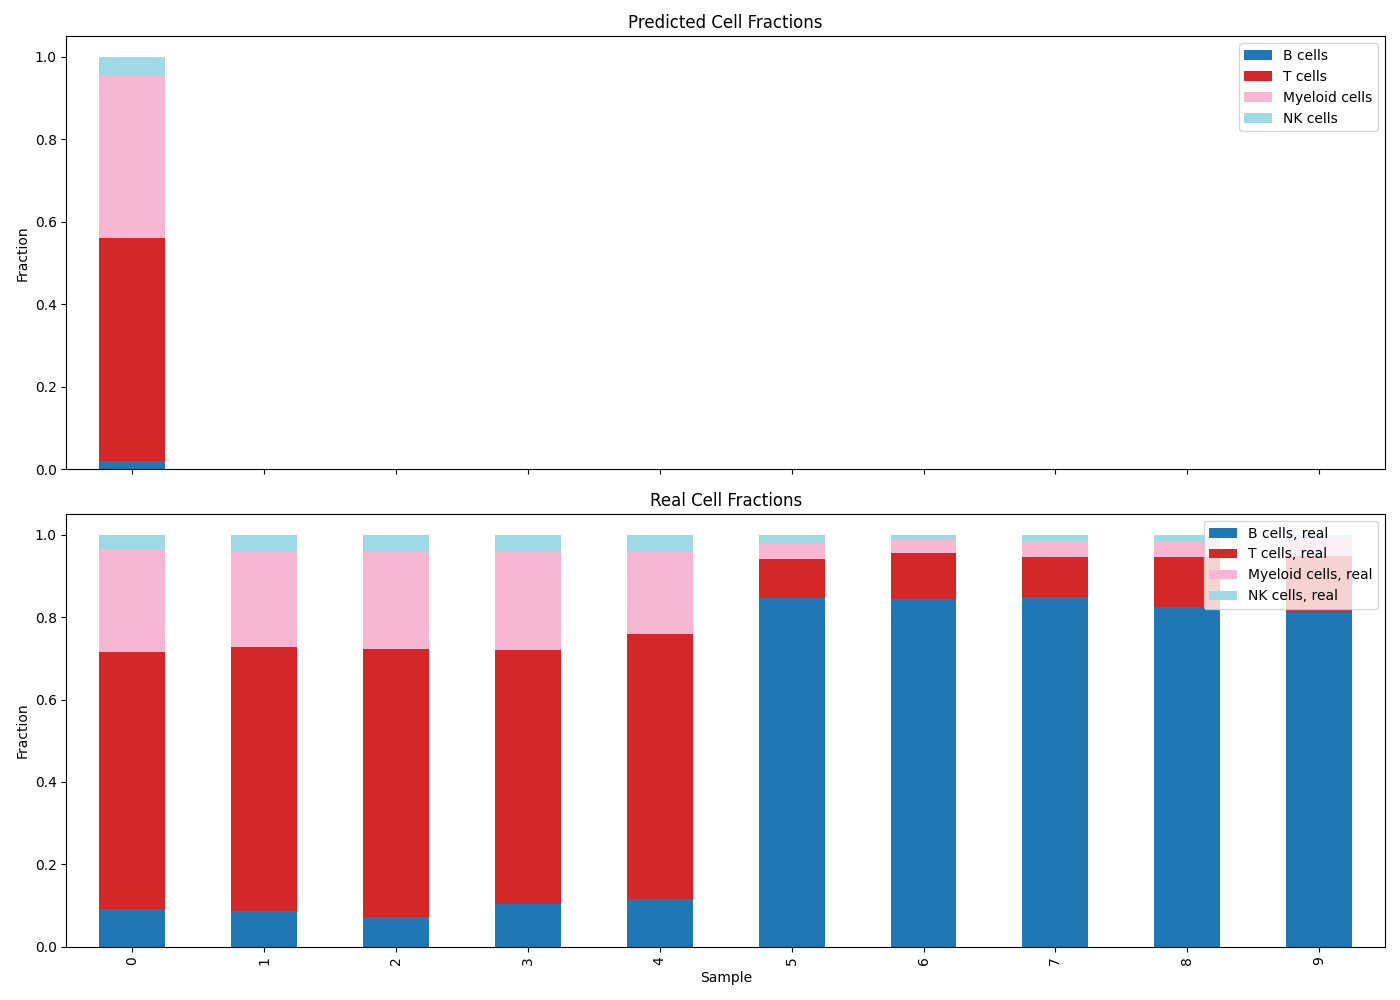 Predicted Cell Fractions
1.0
0.8
0.6
0.4
0.2
0.0
Fraction
B cells
T cells
Myeloid cells
NK cells
Real Cell Fractions
1.0
0.8
0.6
0.4
0.2
0.0
Fraction
B cells, real
T cells, real
Myeloid cells, real
NK cells, real
0 1 2 3 4 5 6 7 8 9
Sample